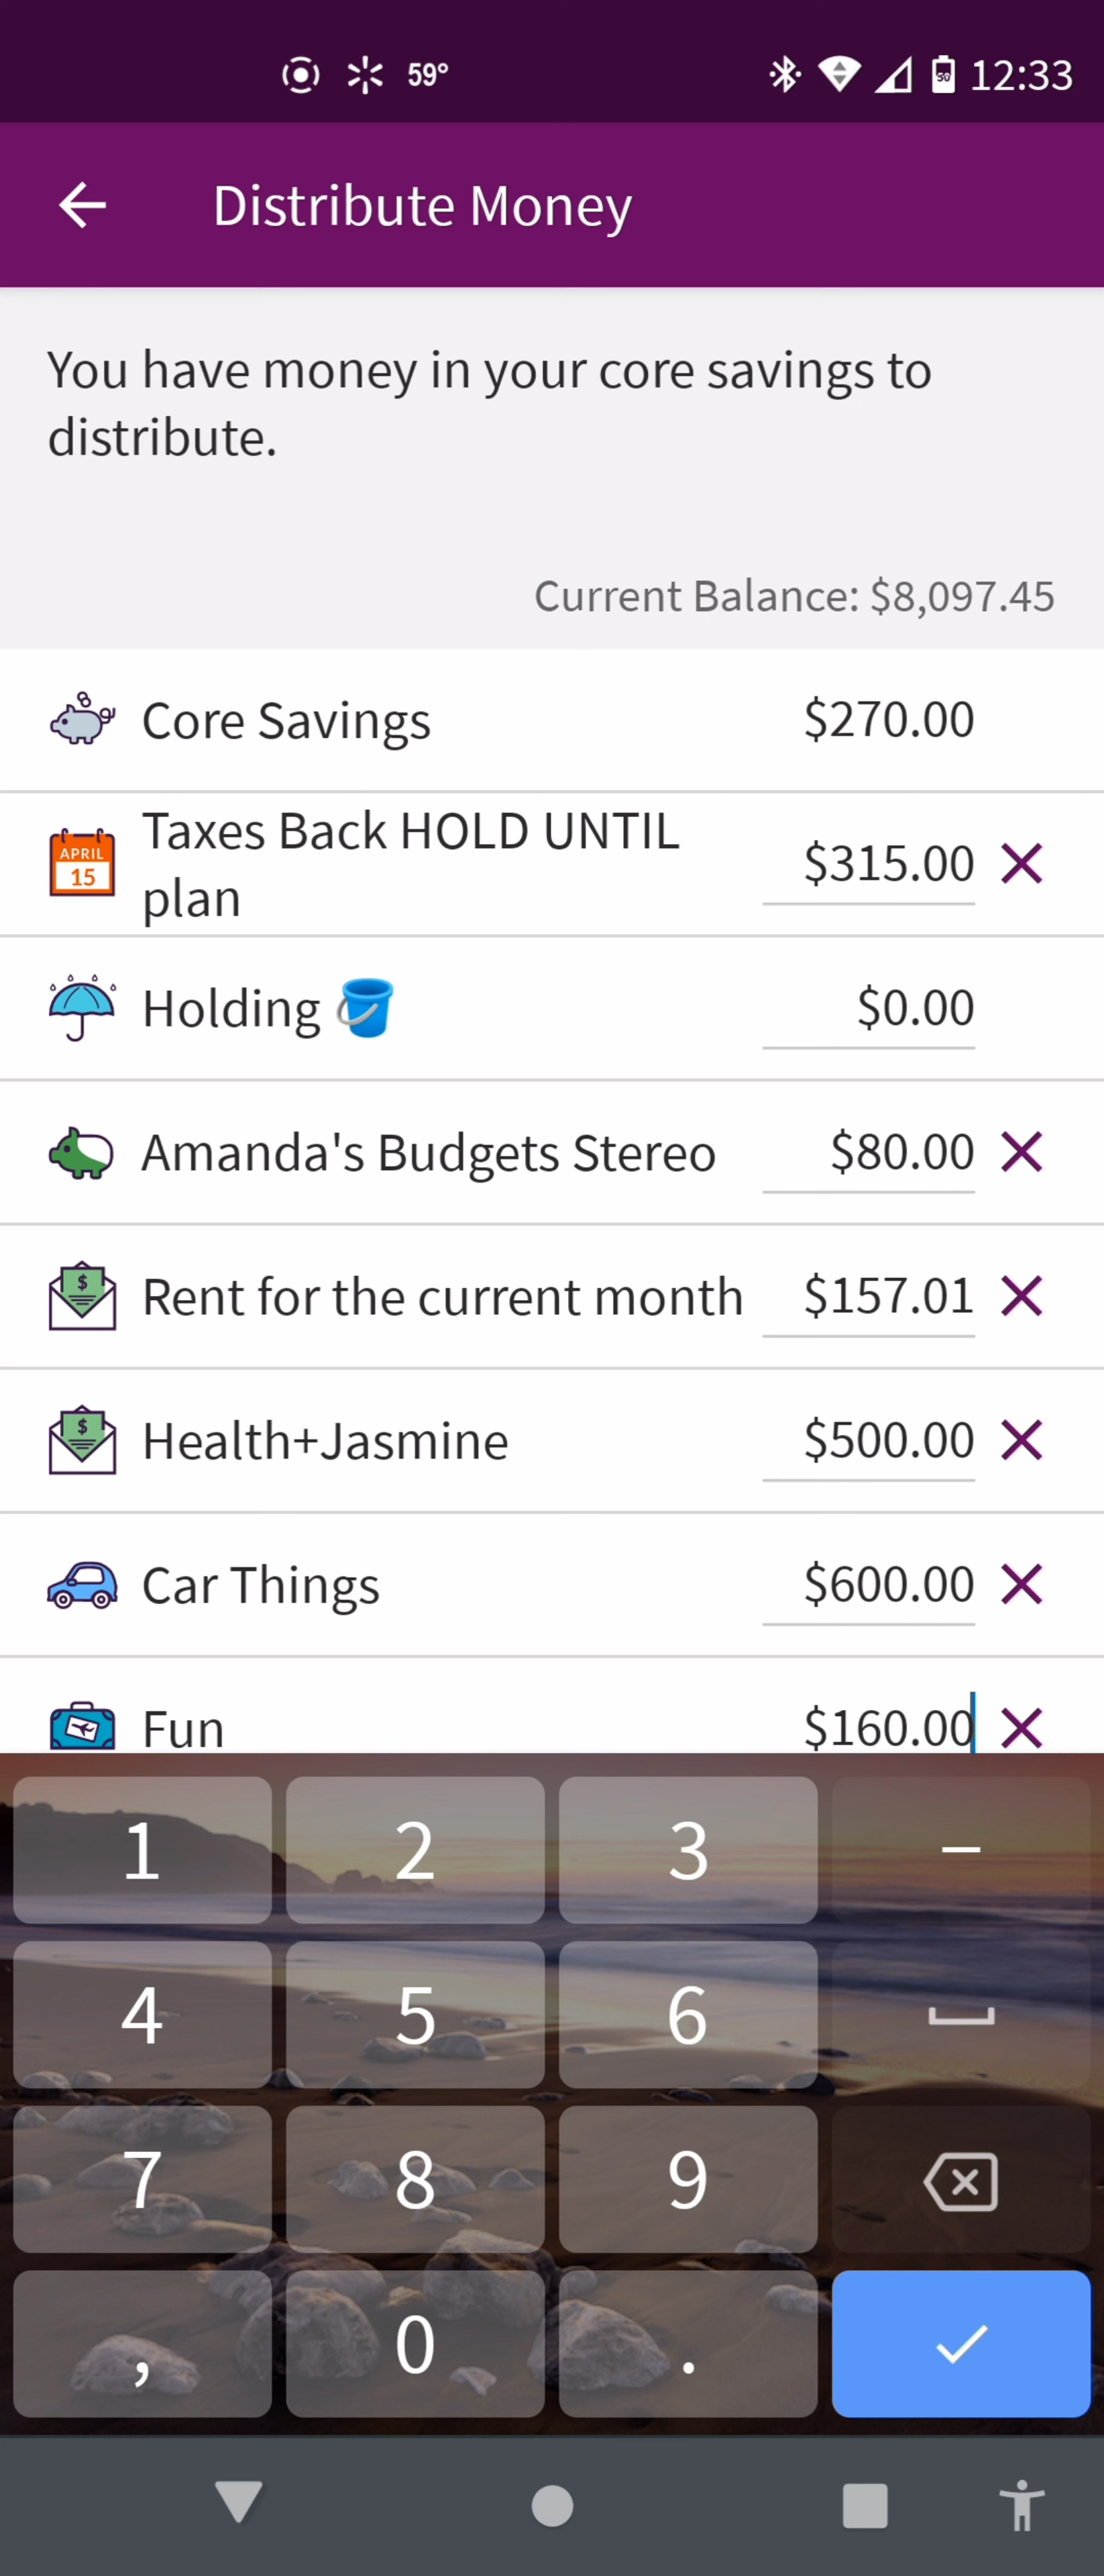 59°
50
12:33
Distribute Money
You have money in your core savings to
distribute.
Current Balance: $8,097.45
Core Savings $270.00
APRIL
15
Taxes Back HOLD UNTIL
plan
$315.00
Holding 🪣 $0.00
Amanda's Budgets Stereo $80.00
$
Rent for the current month $157.01
$
Health+Jasmine $500.00
Car Things $600.00
Fun $160.00
1 2 3 –
4 5 6
7 8 9
, 0 .